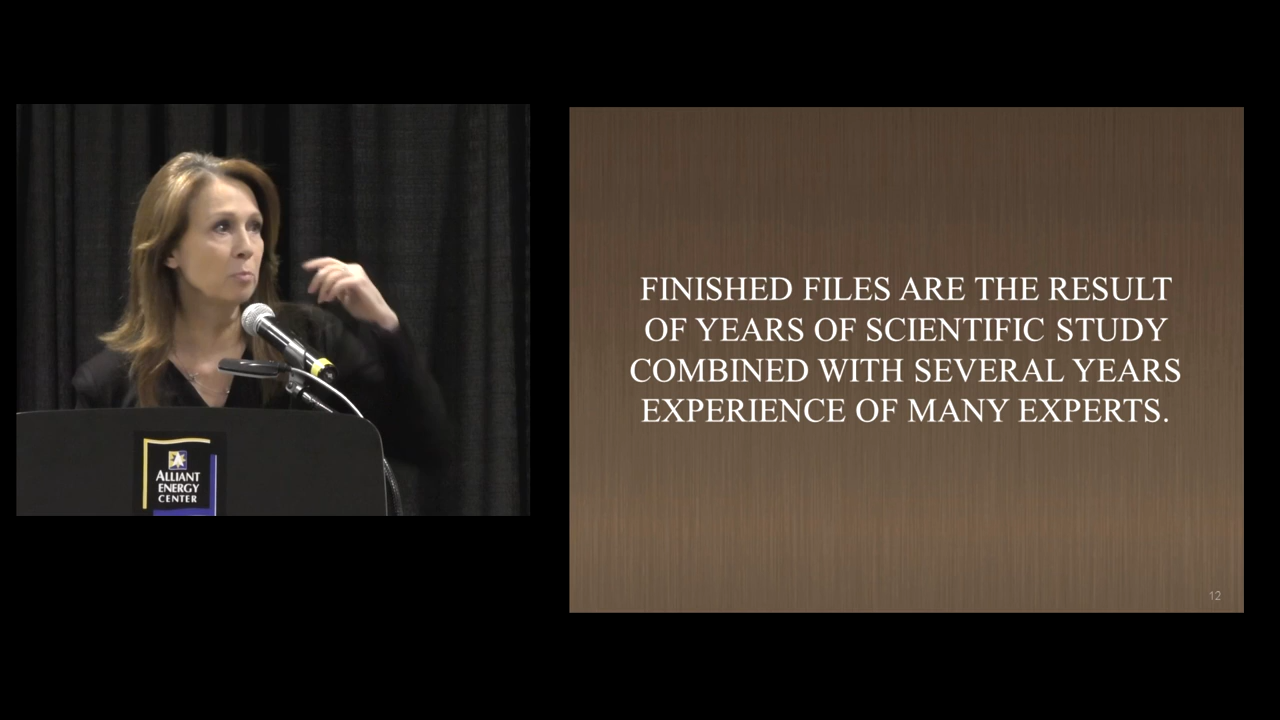 ALLIANT
ENERGY
CENTER
FINISHED FILES ARE THE RESULT
OF YEARS OF SCIENTIFIC STUDY
COMBINED WITH SEVERAL YEARS
EXPERIENCE OF MANY EXPERTS.
12